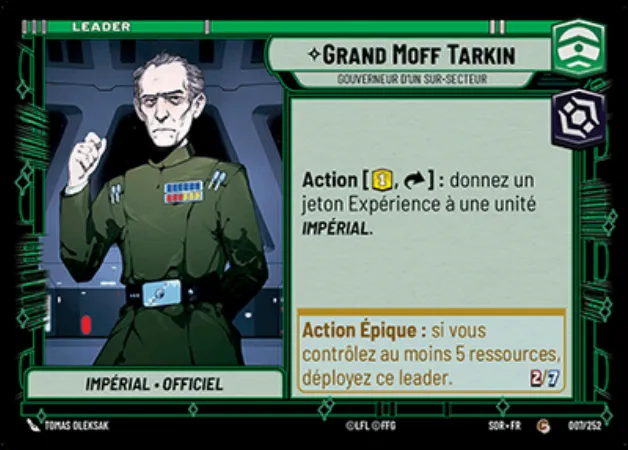 LEADER
GRAND MOFF TARKIN
GOUVERNEUR D'UN SUR-SECTEUR
Action [1, ] : donnez un
jeton Expérience à une unité
IMPÉRIAL.
Action Épique : si vous
contrôlez au moins 5 ressources,
déployez ce leader.
2/7
IMPÉRIAL • OFFICIEL
TOMAS OLEKSAK
©LFL ©FFG
SOR • FR
C
007/252